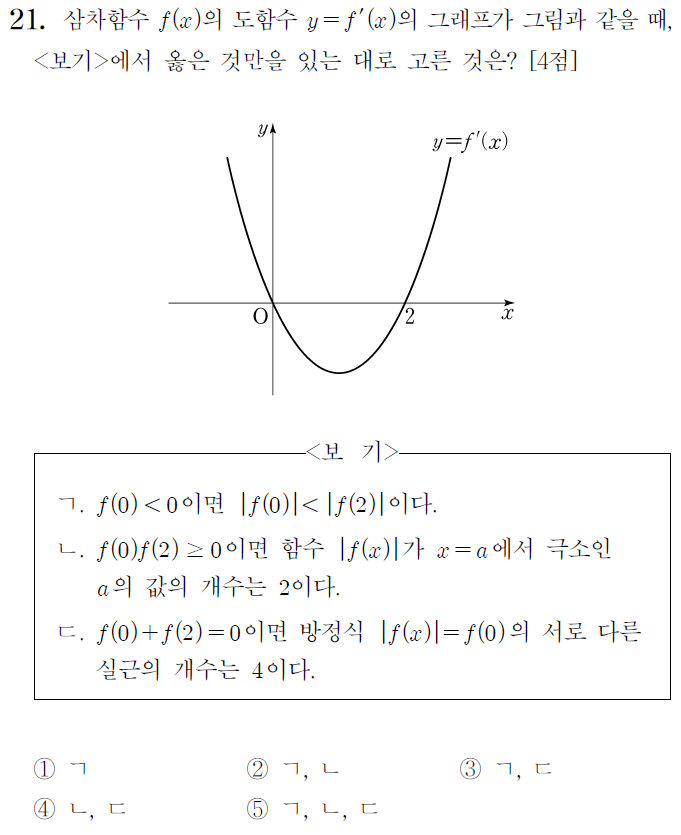 21. 삼차함수 f(x)의 도함수 y=f′(x)의 그래프가 그림과 같을 때,
<보기>에서 옳은 것만을 있는 대로 고른 것은? [4점]
y
y=f′(x)
O
2
x
<보 기>
ㄱ. f(0)<0이면 |f(0)|<|f(2)|이다.
ㄴ. f(0)f(2)≥0이면 함수 |f(x)|가 x=a에서 극소인
a의 값의 개수는 2이다.
ㄷ. f(0)+f(2)=0이면 방정식 |f(x)|=f(0)의 서로 다른
실근의 개수는 4이다.
① ㄱ ② ㄱ, ㄴ ③ ㄱ, ㄷ
④ ㄴ, ㄷ ⑤ ㄱ, ㄴ, ㄷ